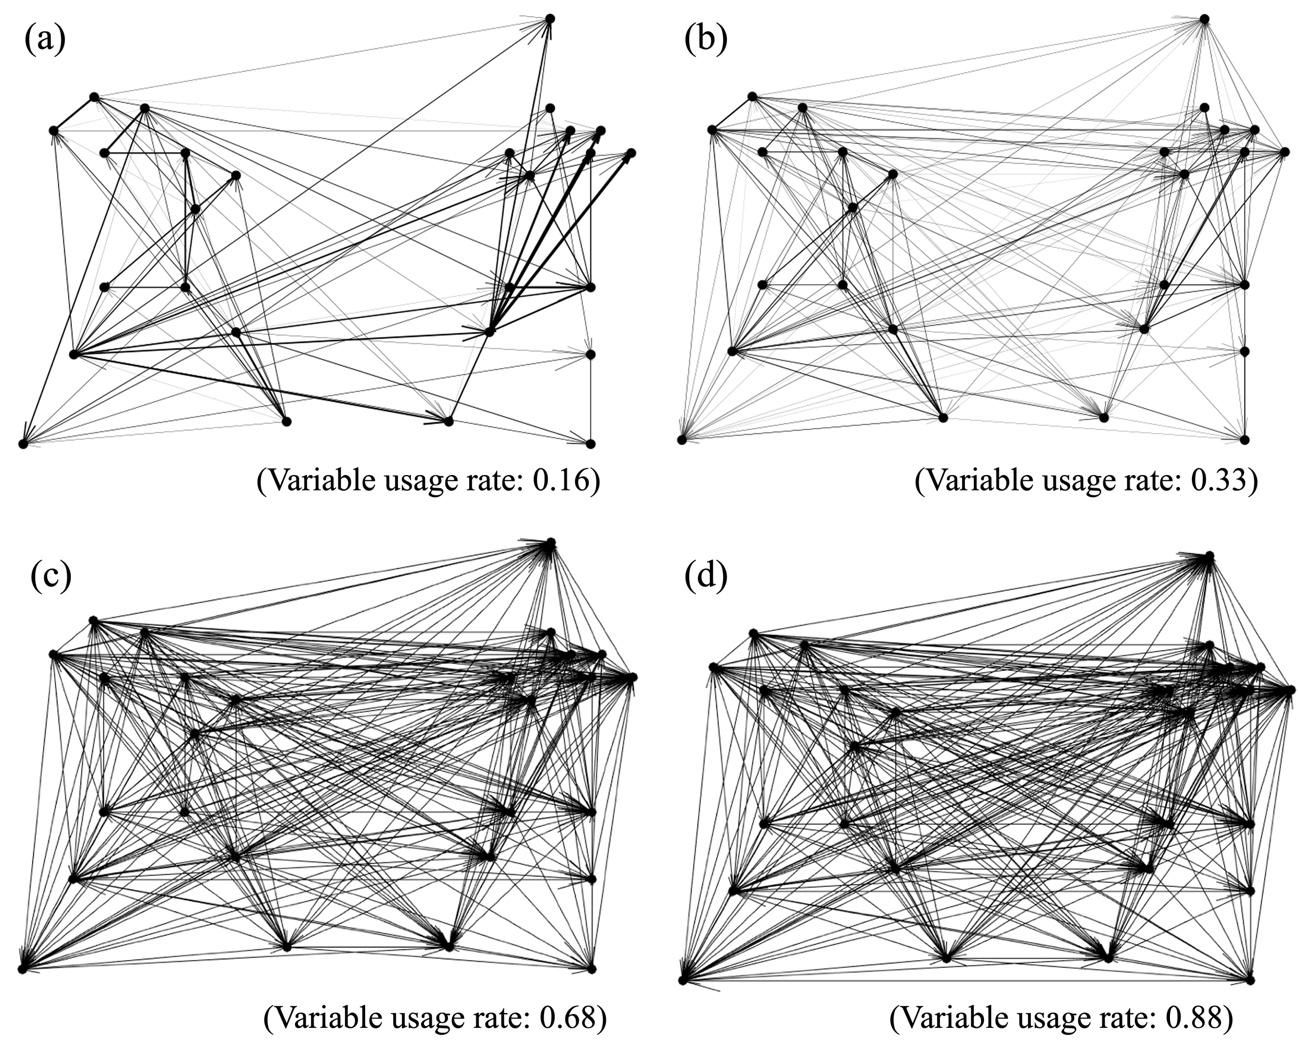 (a)
(b)
(Variable usage rate: 0.16)
(Variable usage rate: 0.33)
(c)
(d)
(Variable usage rate: 0.68)
(Variable usage rate: 0.88)